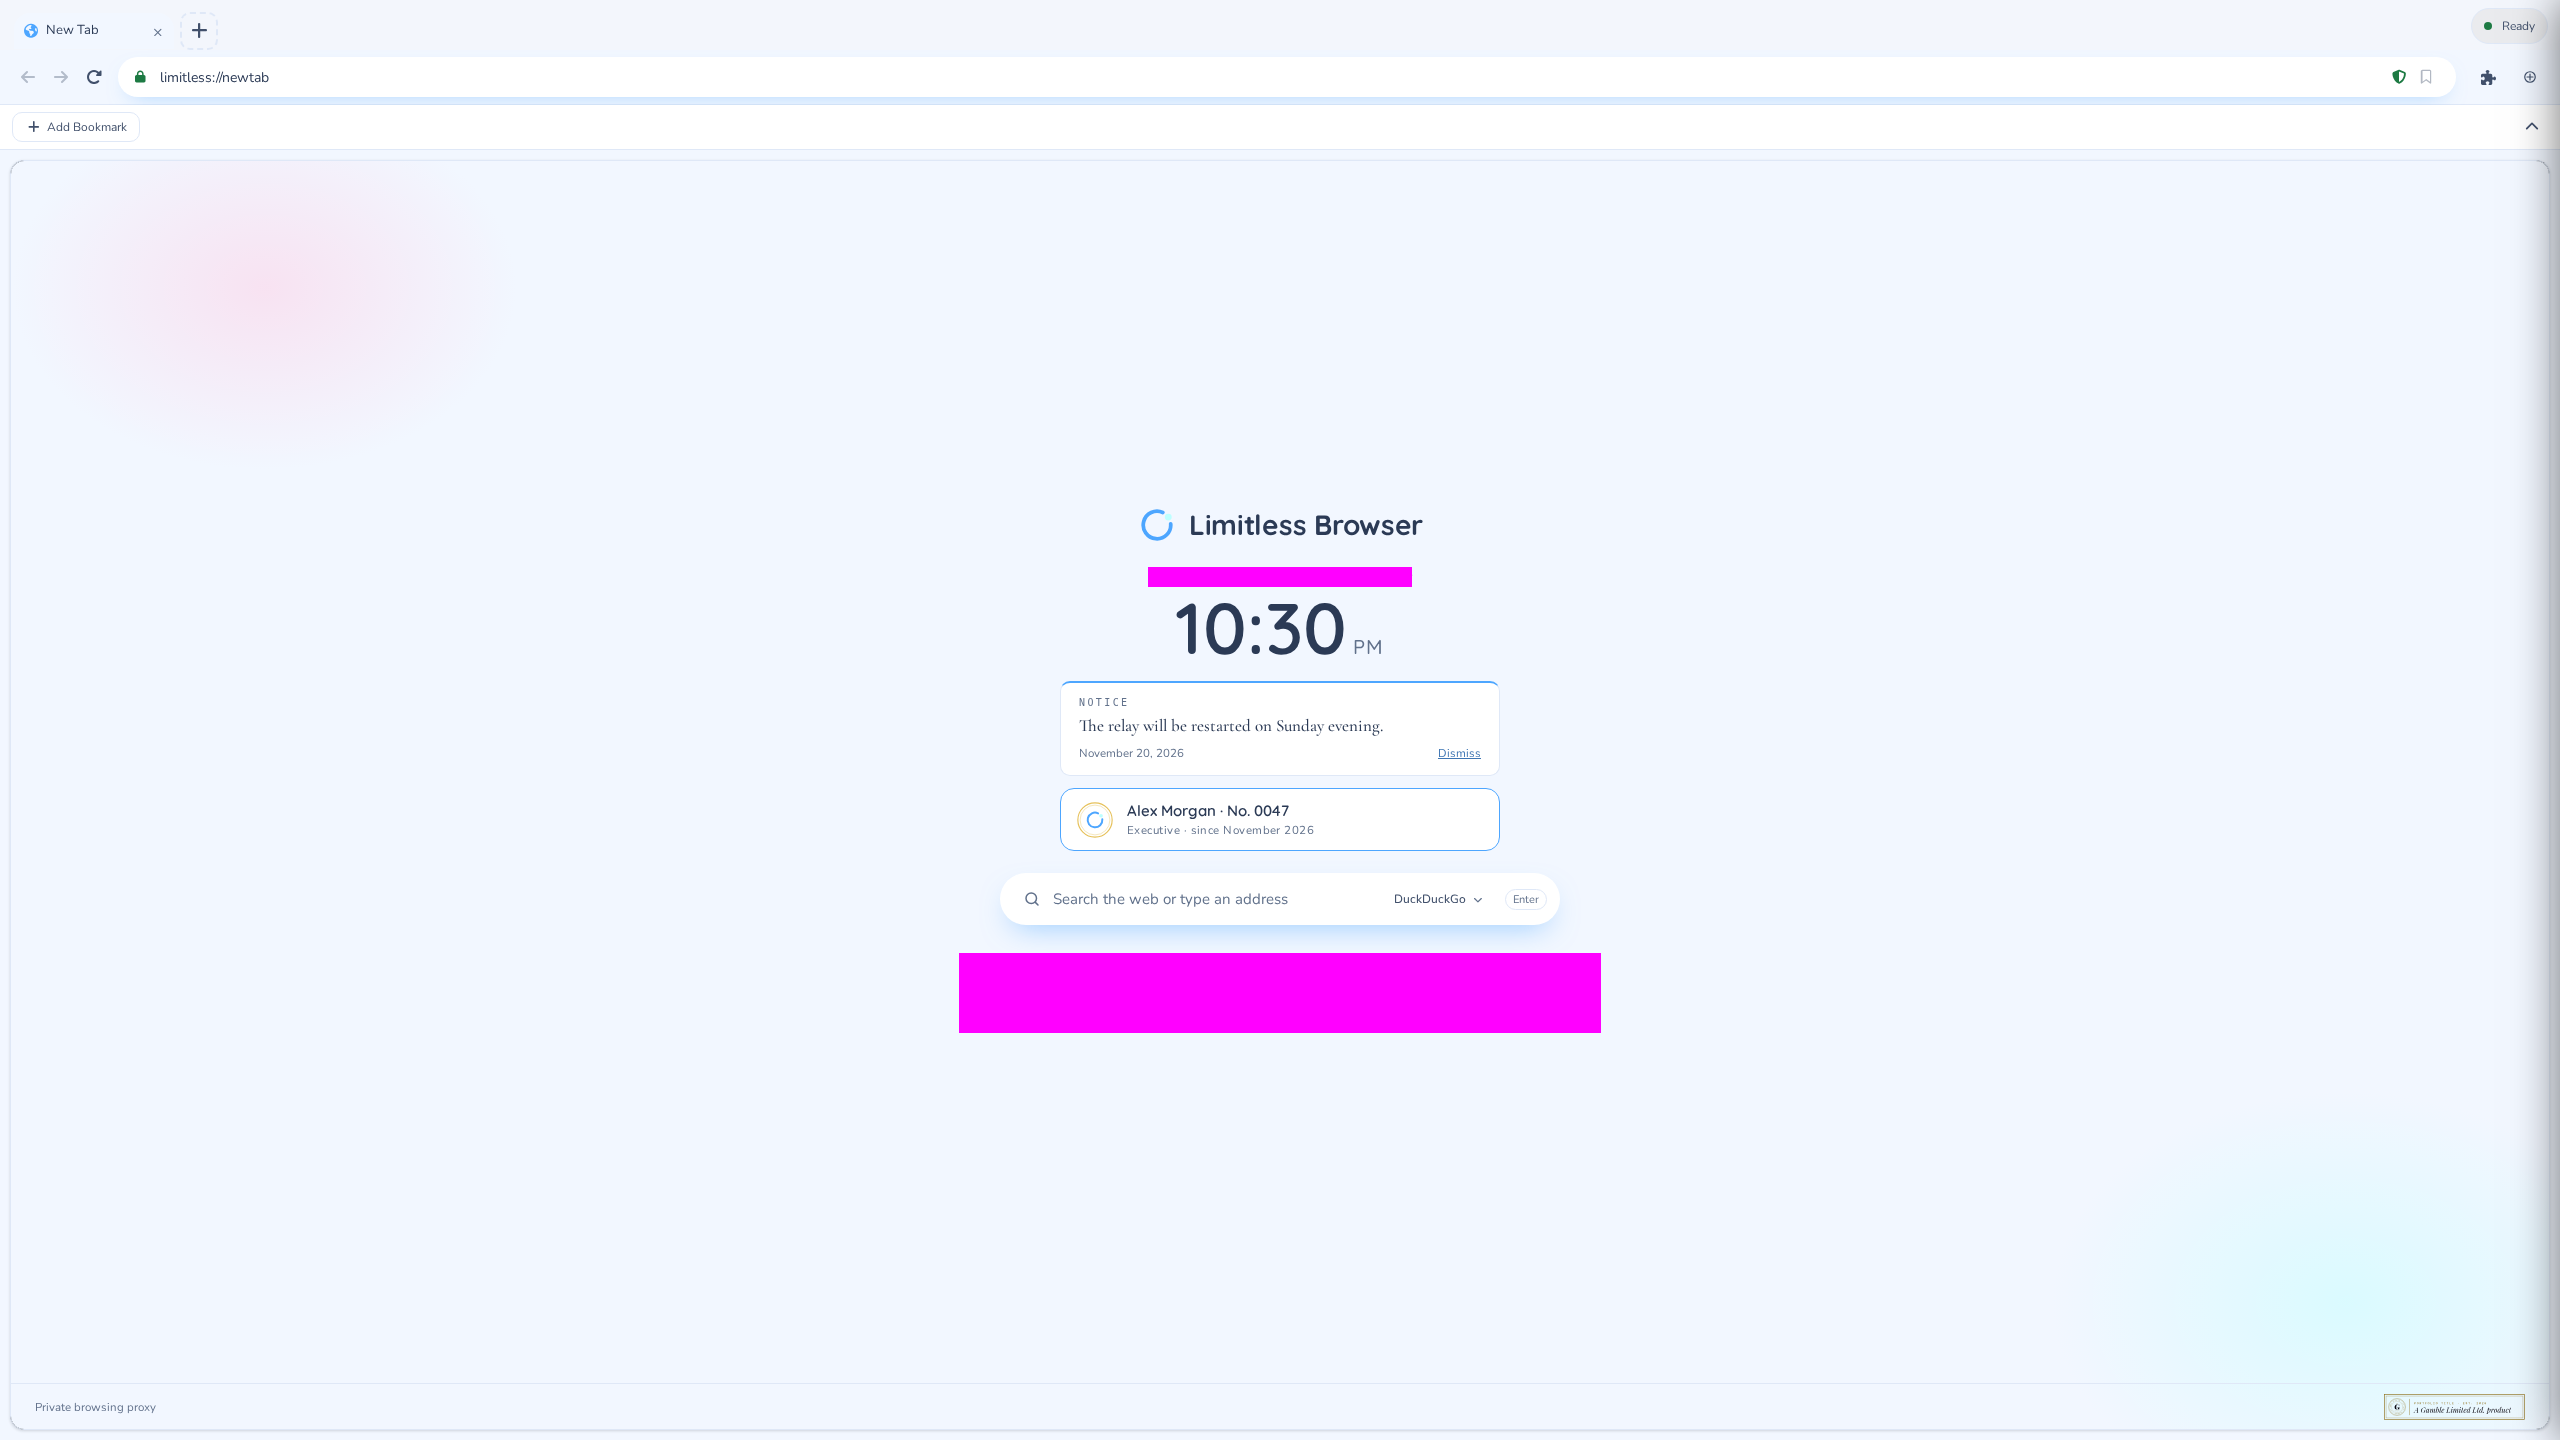 New Tab
Ready
limitless://newtab
Add Bookmark
Limitless Browser
10:30 PM
NOTICE
The relay will be restarted on Sunday evening.
November 20, 2026
Dismiss
Alex Morgan · No. 0047
Executive · since November 2026
Search the web or type an address
DuckDuckGo
Enter
Private browsing proxy
G
A Gamble Limited Ltd. product